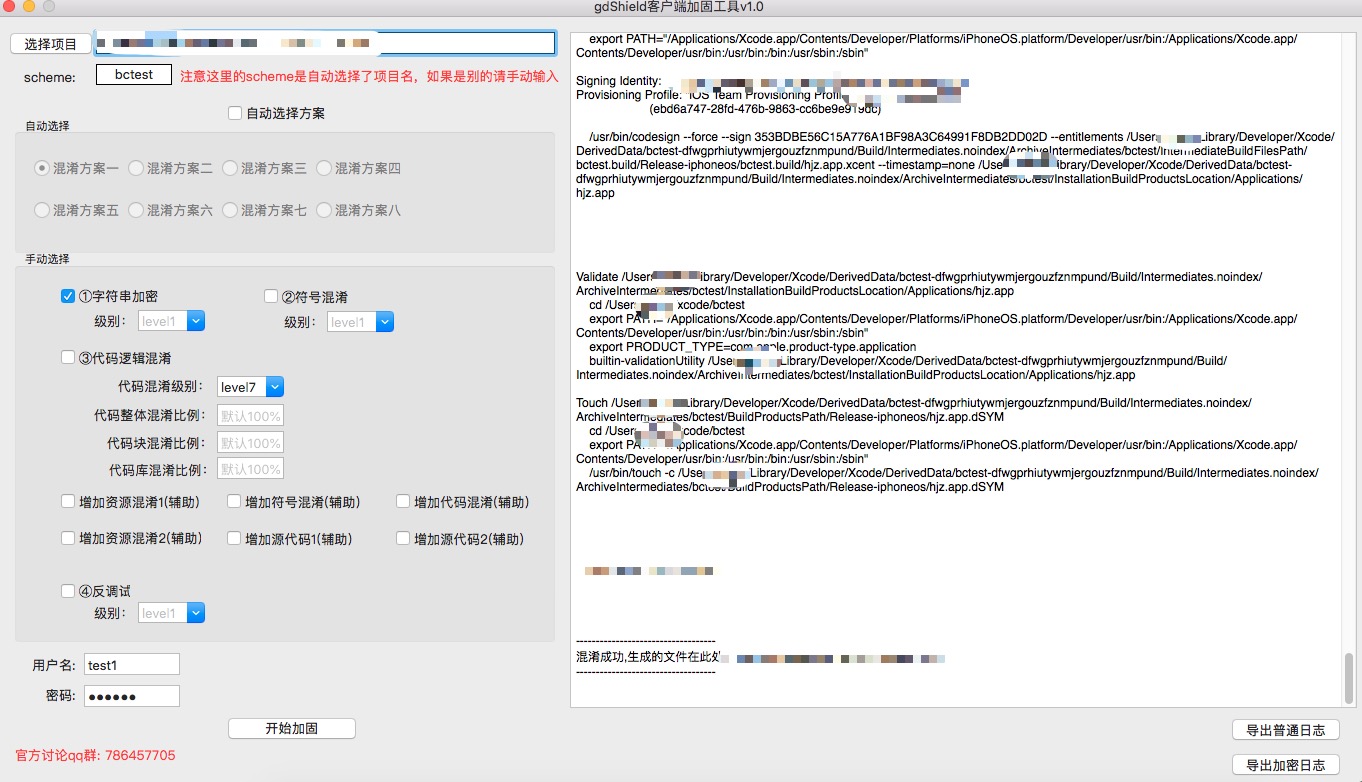 gdShield客户端加固工具v1.0
选择项目
scheme:
bctest
注意这里的scheme是自动选择了项目名，如果是别的请手动输入
自动选择方案
自动选择
混淆方案一 混淆方案二 混淆方案三 混淆方案四
混淆方案五 混淆方案六 混淆方案七 混淆方案八
手动选择
①字符串加密 ②符号混淆
级别： level1 级别： level1
③代码逻辑混淆
代码混淆级别： level7
代码整体混淆比例： 默认100%
代码块混淆比例： 默认100%
代码库混淆比例： 默认100%
增加资源混淆1(辅助) 增加符号混淆(辅助) 增加代码混淆(辅助)
增加资源混淆2(辅助) 增加源代码1(辅助) 增加源代码2(辅助)
④反调试
级别： level1
用户名: test1
密码: ●●●●●●
开始加固
官方讨论qq群: 786457705
export PATH="/Applications/Xcode.app/Contents/Developer/Platforms/iPhoneOS.platform/Developer/usr/bin:/Applications/Xcode.app/
Contents/Developer/usr/bin:/usr/bin:/bin:/usr/sbin:/sbin"
Signing Identity:
Provisioning Profile: "iOS Team Provisioning
(ebd6a747-28fd-476b-9863-cc6be9e919dc)
/usr/bin/codesign --force --sign 353BDBE56C15A776A1BF98A3C64991F8DB2DD02D --entitlements /User Library/Developer/Xcode/
DerivedData/bctest-dfwgprhiutywmjergouzfznmpund/Build/Intermediates.noindex/ArchiveIntermediates/bctest/IntermediateBuildFilesPath/
bctest.build/Release-iphoneos/bctest.build/hjz.app.xcent --timestamp=none /Use ibrary/Developer/Xcode/DerivedData/bctest-
dfwgprhiutywmjergouzfznmpund/Build/Intermediates.noindex/ArchiveIntermediates/bctest/InstallationBuildProductsLocation/Applications/
hjz.app
Validate /Users ibrary/Developer/Xcode/DerivedData/bctest-dfwgprhiutywmjergouzfznmpund/Build/Intermediates.noindex/
ArchiveIntermediates/bctest/InstallationBuildProductsLocation/Applications/hjz.app
cd /Users xcode/bctest
export PATH="/Applications/Xcode.app/Contents/Developer/Platforms/iPhoneOS.platform/Developer/usr/bin:/Applications/Xcode.app/
Contents/Developer/usr/bin:/usr/bin:/bin:/usr/sbin:/sbin"
export PRODUCT_TYPE=com.apple.product-type.application
builtin-validationUtility /Use Library/Developer/Xcode/DerivedData/bctest-dfwgprhiutywmjergouzfznmpund/Build/
Intermediates.noindex/ArchiveIntermediates/bctest/InstallationBuildProductsLocation/Applications/hjz.app
Touch /User Library/Developer/Xcode/DerivedData/bctest-dfwgprhiutywmjergouzfznmpund/Build/Intermediates.noindex/
ArchiveIntermediates/bctest/BuildProductsPath/Release-iphoneos/hjz.app.dSYM
cd /Users code/bctest
export PA Applications/Xcode.app/Contents/Developer/Platforms/iPhoneOS.platform/Developer/usr/bin:/Applications/Xcode.app/
Contents/Developer/usr/bin:/usr/bin:/bin:/usr/sbin:/sbin"
/usr/bin/touch -c /Use Library/Developer/Xcode/DerivedData/bctest-dfwgprhiutywmjergouzfznmpund/Build/Intermediates.noindex/
ArchiveIntermediates/bctest/BuildProductsPath/Release-iphoneos/hjz.app.dSYM
-----------------------------------
混淆成功,生成的文件在此处
-----------------------------------
导出普通日志
导出加密日志